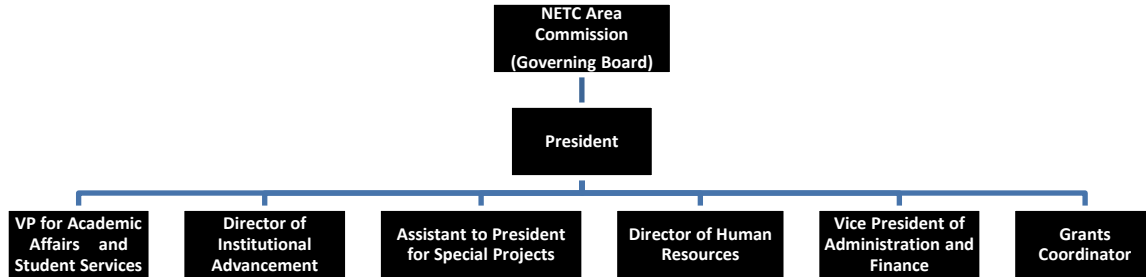 NETC Area
Commission
(Governing Board)
President
VP for Academic
Affairs and
Student Services
Director of
Institutional
Advancement
Assistant to President
for Special Projects
Director of Human
Resources
Vice President of
Administration and
Finance
Grants
Coordinator